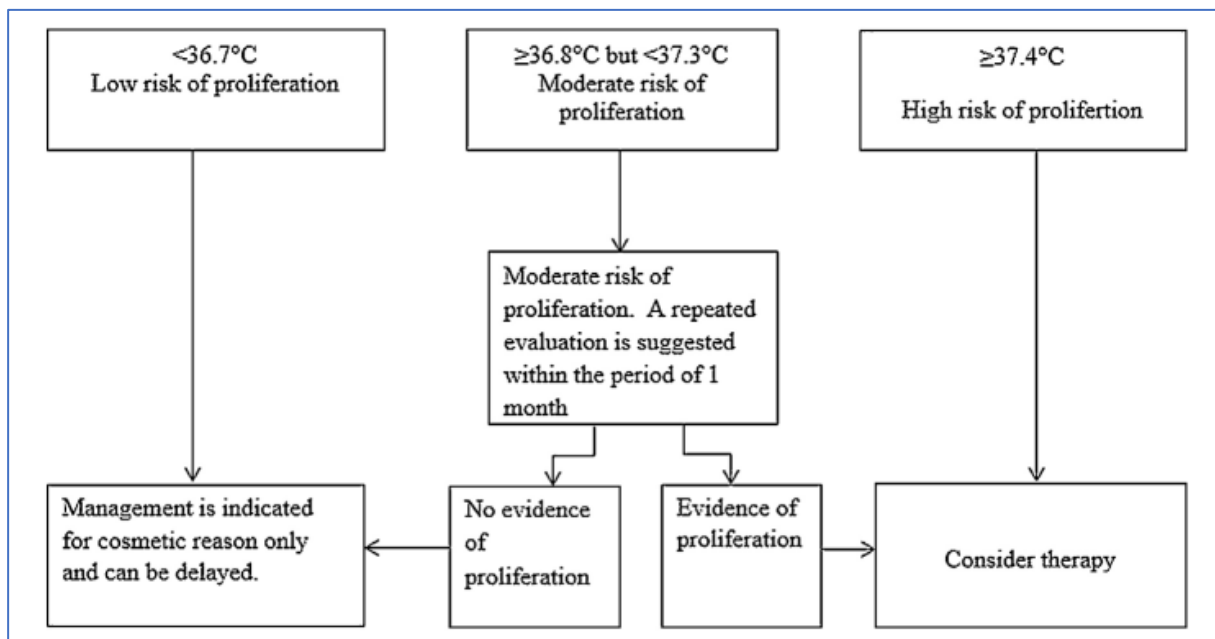 <36.7°C
Low risk of proliferation
≥36.8°C but <37.3°C
Moderate risk of
proliferation
≥37.4°C
High risk of prolifertion
Moderate risk of
proliferation.  A repeated
evaluation is suggested
within the period of 1
month
Management is indicated
for cosmetic reason only
and can be delayed.
No evidence
of
proliferation
Evidence of
proliferation
Consider therapy